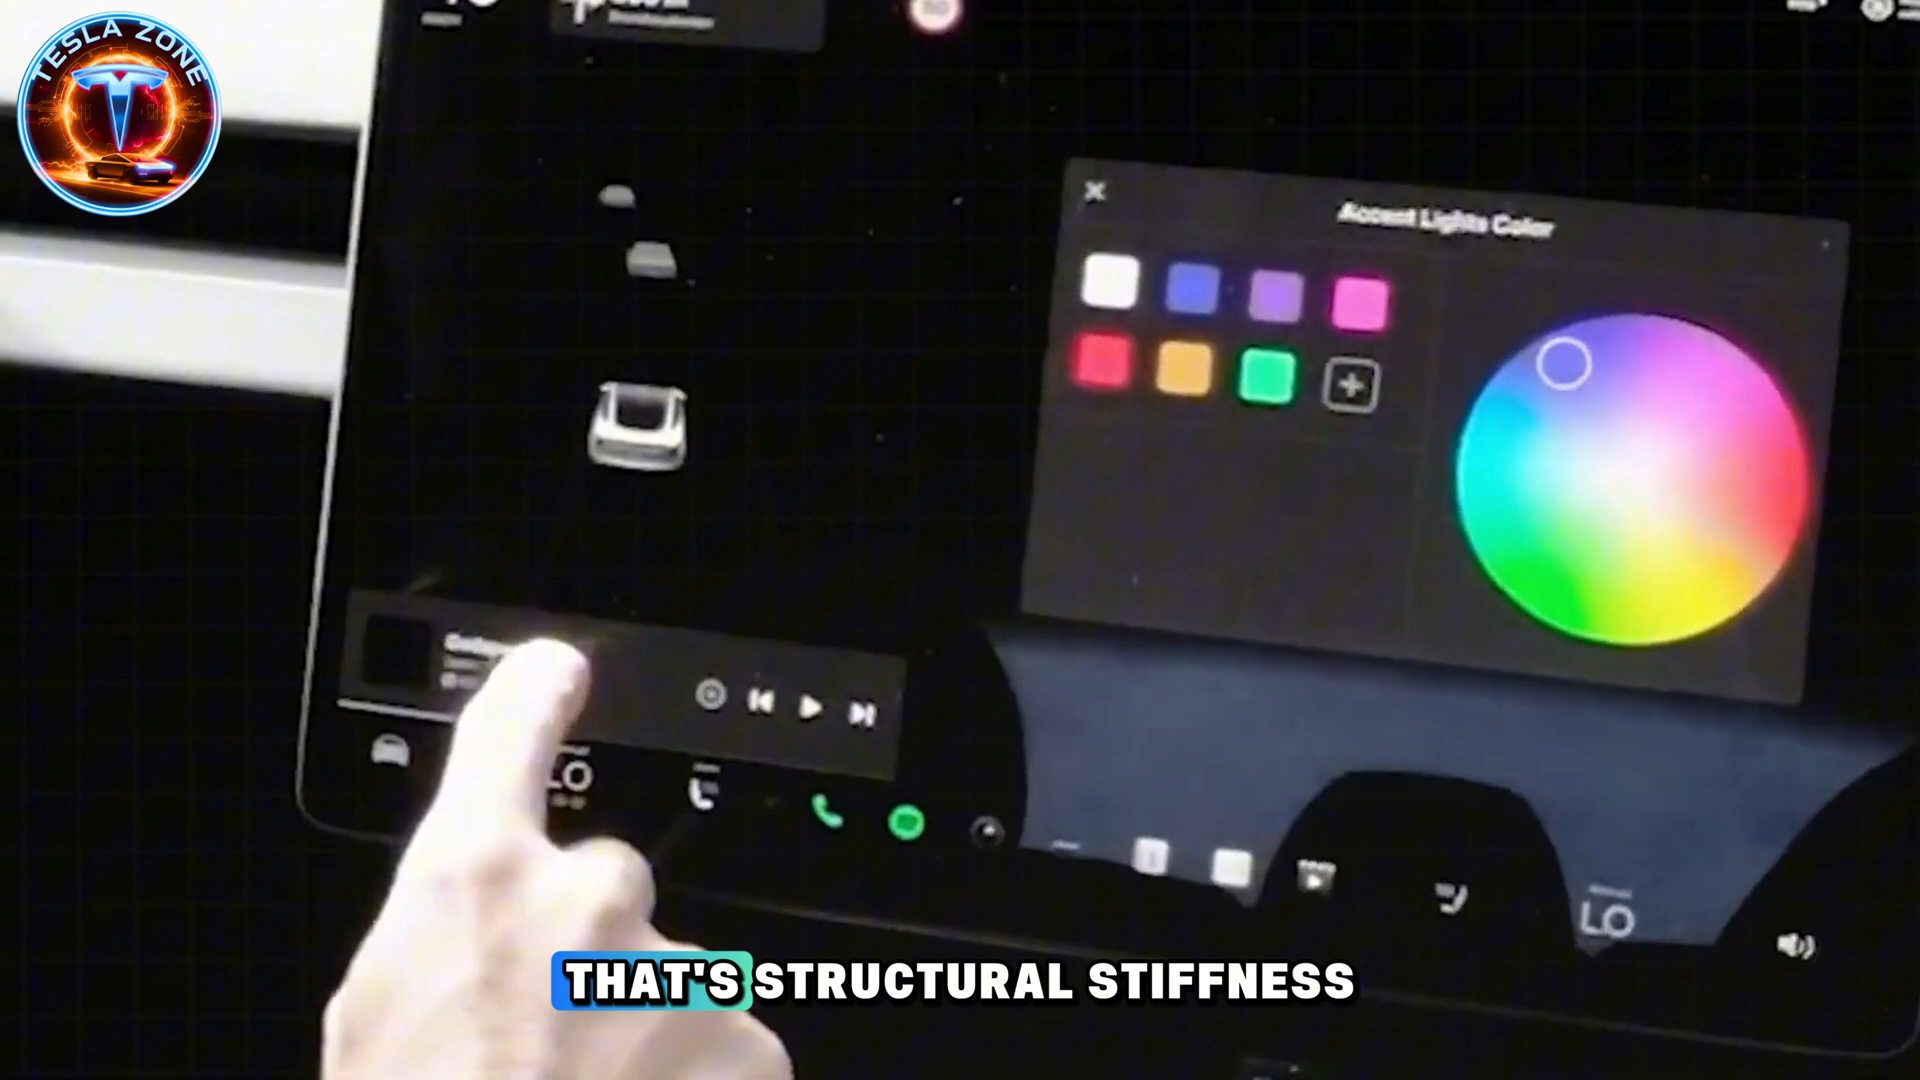 TESLA ZONE
Accent Lights Color
LO
LO
THAT'S STRUCTURAL STIFFNESS